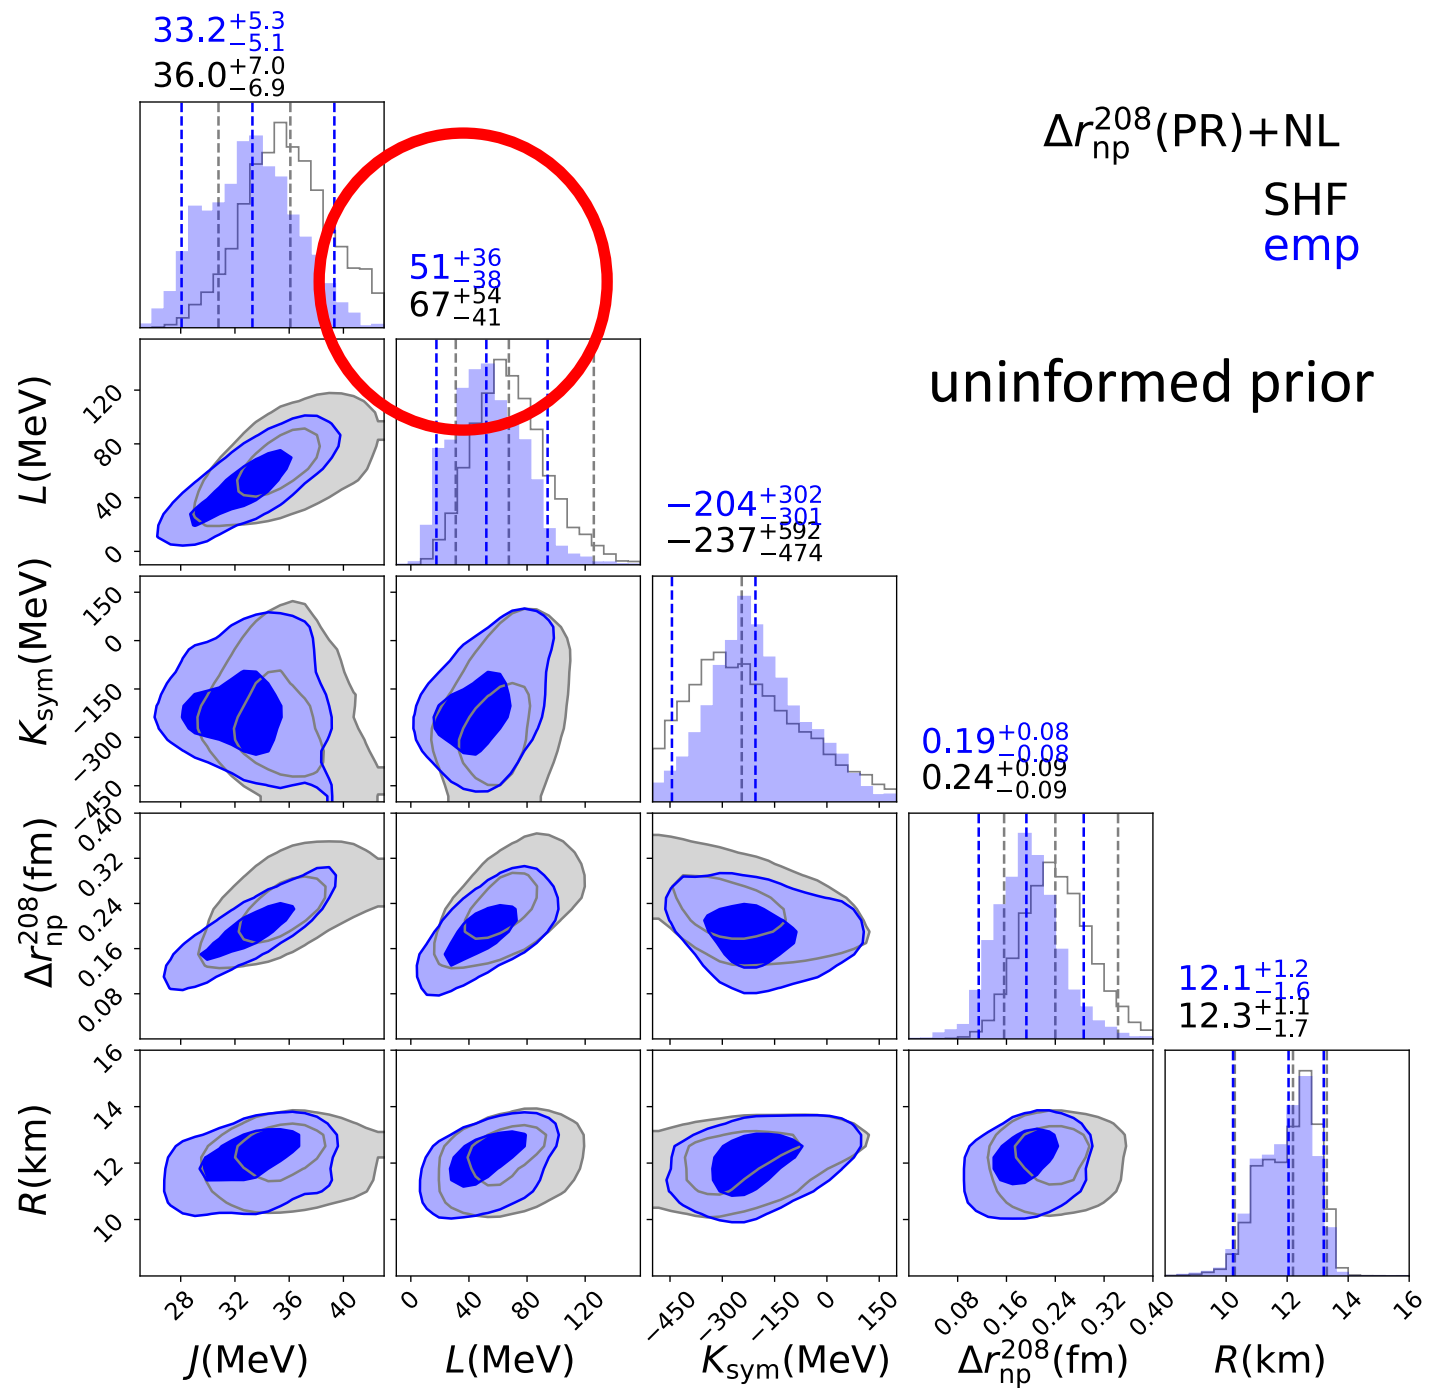 33.2+5.3−5.1
36.0+7.0−6.9
Δr208np(PR)+NL
SHF
emp
51+36−38
67+54−41
uninformed prior
L(MeV)
120
80
40
0
−204+302−301
−237+592−474
Ksym(MeV)
150
0
−150
−300
−450
0.19+0.08−0.08
0.24+0.09−0.09
Δr208np(fm)
0.40
0.32
0.24
0.16
0.08
12.1+1.2−1.6
12.3+1.1−1.7
R(km)
16
14
12
10
28 32 36 40
0 40 80 120
−450 −300 −150 0 150
0.08 0.16 0.24 0.32 0.40
10 12 14 16
J(MeV) L(MeV) Ksym(MeV) Δr208np(fm) R(km)